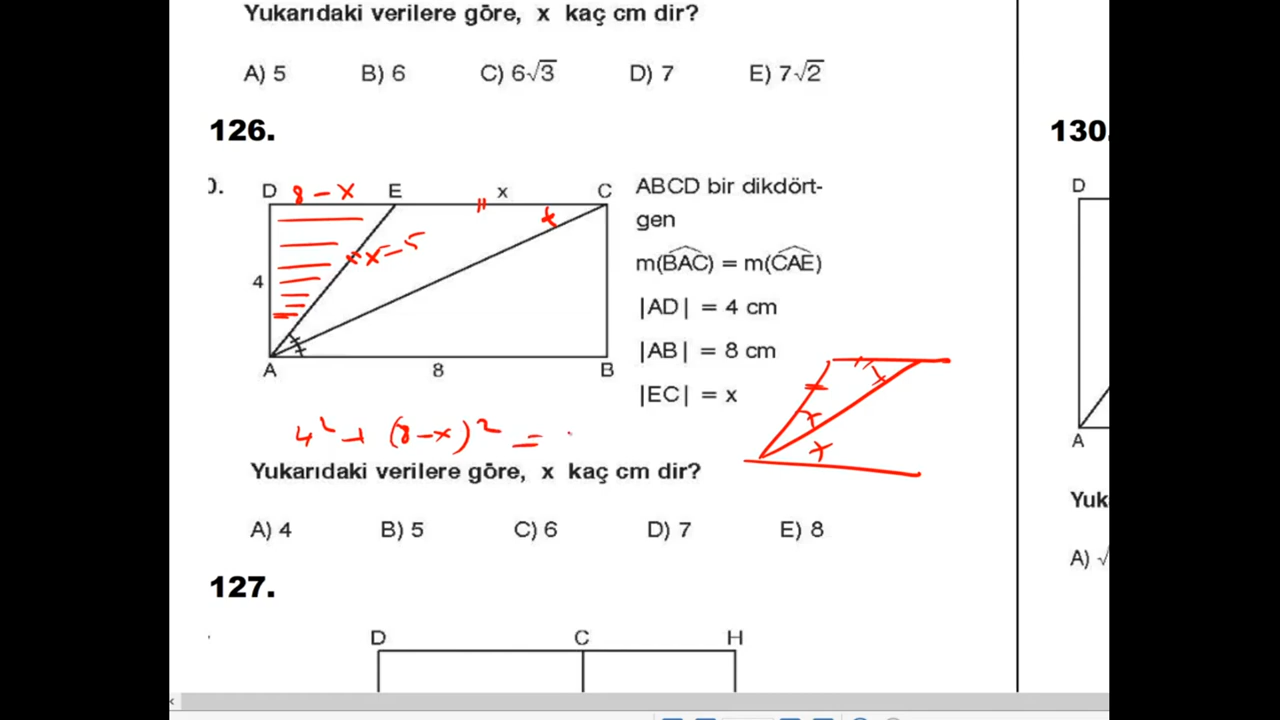 Yukarıdaki verilere göre, x kaç cm dir?
A) 5 B) 6 C) 6√3 D) 7 E) 7√2
126.
130.
D 8-x E x C
x-5
x
4
A 8 B
ABCD bir dikdört-
gen
m(BAC) = m(CAE)
|AD| = 4 cm
|AB| = 8 cm
|EC| = x
x
x
x
4² + (8-x)² =
Yukarıdaki verilere göre, x kaç cm dir?
A) 4 B) 5 C) 6 D) 7 E) 8
127.
D C H
D
A
Yuk
A) √